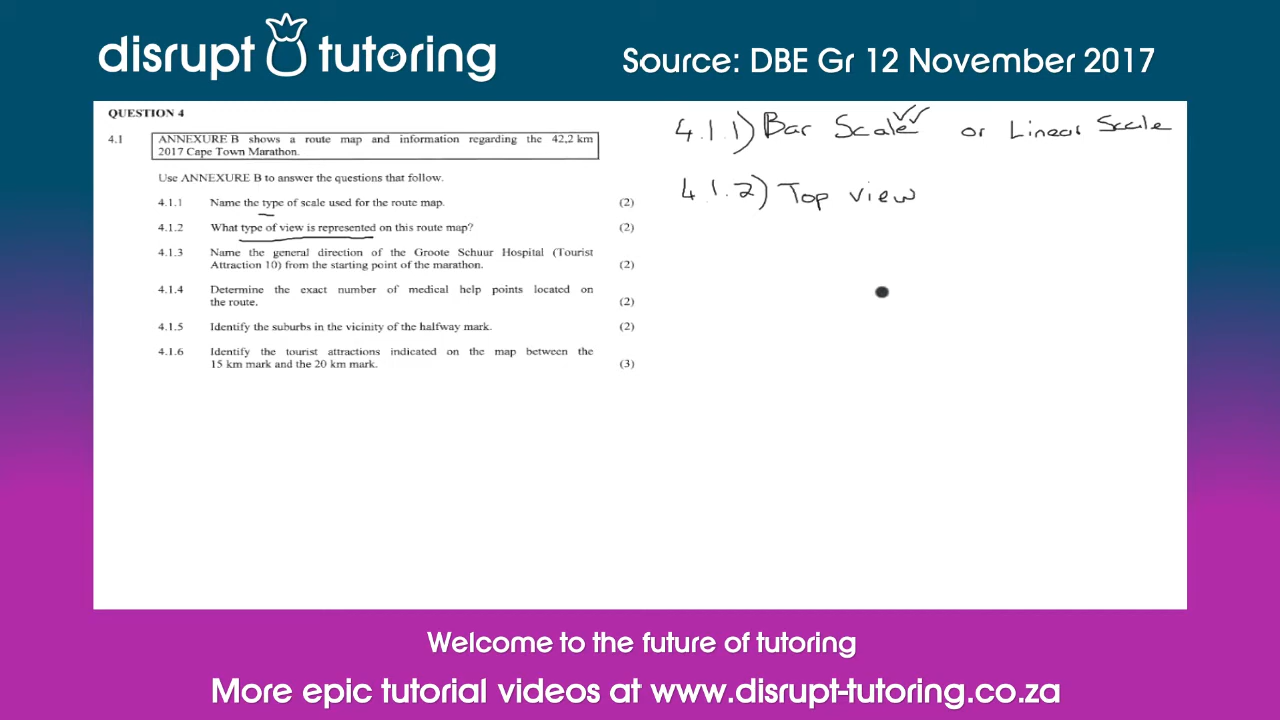 disrupt tutoring
Source: DBE Gr 12 November 2017
QUESTION 4
4.1 ANNEXURE B shows a route map and information regarding the 42,2 km
2017 Cape Town Marathon.
Use ANNEXURE B to answer the questions that follow.
4.1.1 Name the type of scale used for the route map. (2)
4.1.2 What type of view is represented on this route map? (2)
4.1.3 Name the general direction of the Groote Schuur Hospital (Tourist
Attraction 10) from the starting point of the marathon. (2)
4.1.4 Determine the exact number of medical help points located on
the route. (2)
4.1.5 Identify the suburbs in the vicinity of the halfway mark. (2)
4.1.6 Identify the tourist attractions indicated on the map between the
15 km mark and the 20 km mark. (3)
4.1.1) Bar Scale ✓✓ or Linear Scale
4.1.2) Top view
Welcome to the future of tutoring
More epic tutorial videos at www.disrupt-tutoring.co.za